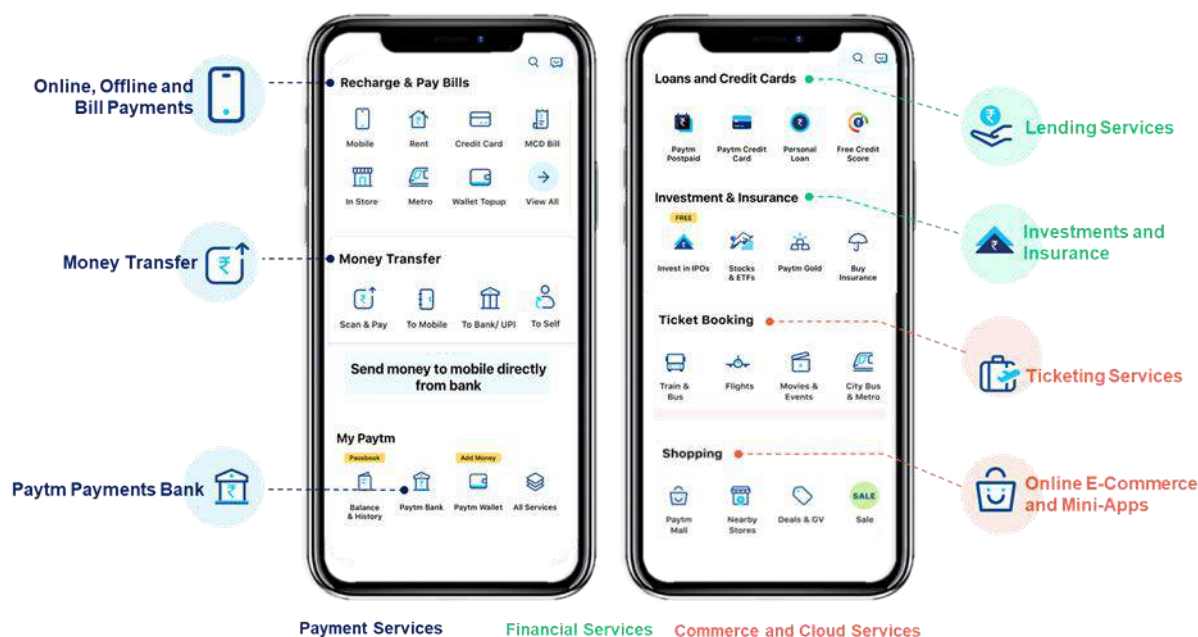 Online, Offline and
Bill Payments
Money Transfer
Paytm Payments Bank
Recharge & Pay Bills
Mobile
Rent
Credit Card
MCD Bill
In Store
Metro
Wallet Topup
View All
Money Transfer
Scan & Pay
To Mobile
To Bank/ UPI
To Self
Send money to mobile directly
from bank
My Paytm
Passbook
Add Money
Balance
& History
Paytm Bank
Paytm Wallet
All Services
Loans and Credit Cards
Paytm
Postpaid
Paytm Credit
Card
Personal
Loan
Free Credit
Score
Investment & Insurance
FREE
Invest in IPOs
Stocks
& ETFs
Paytm Gold
Buy
Insurance
Ticket Booking
Train &
Bus
Flights
Movies &
Events
City Bus
& Metro
Shopping
SALE
Paytm
Mall
Nearby
Stores
Deals & GV
Sale
Lending Services
Investments and
Insurance
Ticketing Services
Online E-Commerce
and Mini-Apps
Payment Services
Financial Services
Commerce and Cloud Services